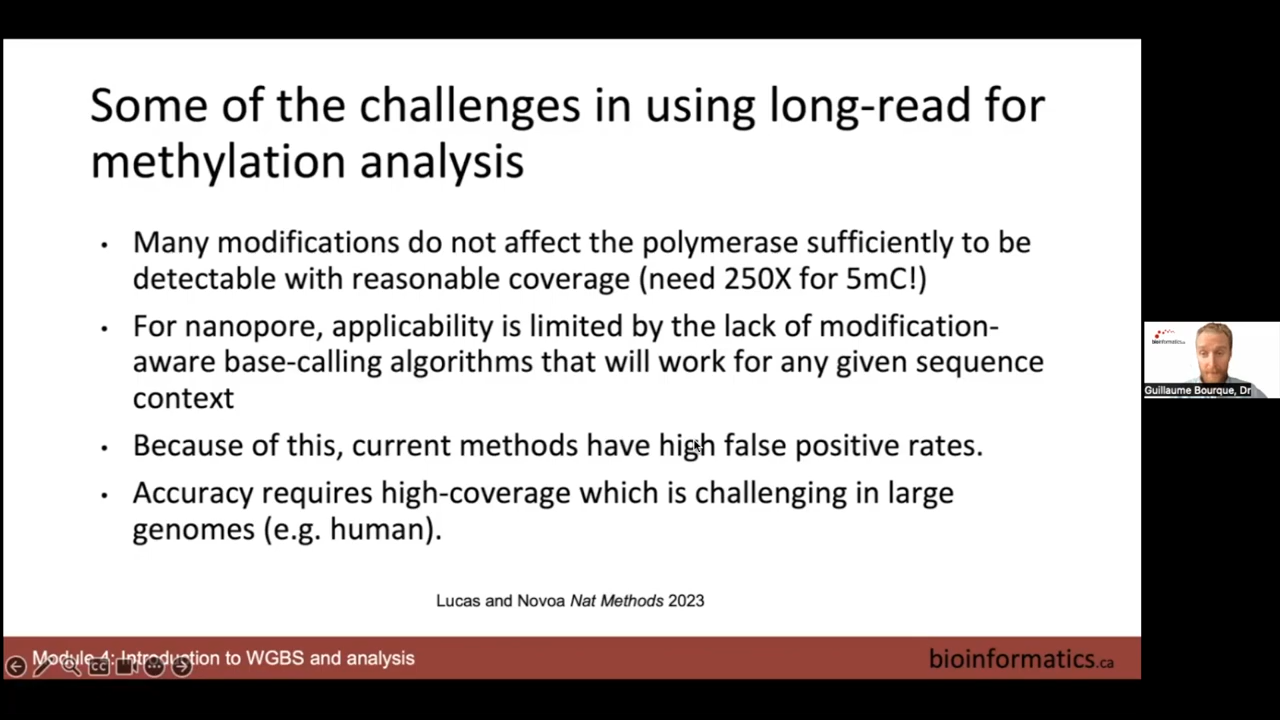 Some of the challenges in using long-read for
methylation analysis
• Many modifications do not affect the polymerase sufficiently to be
detectable with reasonable coverage (need 250X for 5mC!)
• For nanopore, applicability is limited by the lack of modification-
aware base-calling algorithms that will work for any given sequence
context
• Because of this, current methods have high false positive rates.
• Accuracy requires high-coverage which is challenging in large
genomes (e.g. human).
Lucas and Novoa Nat Methods 2023
Module 4: Introduction to WGBS and analysis
bioinformatics.ca
CC
bioinformatics.ca
Guillaume Bourque, Dr